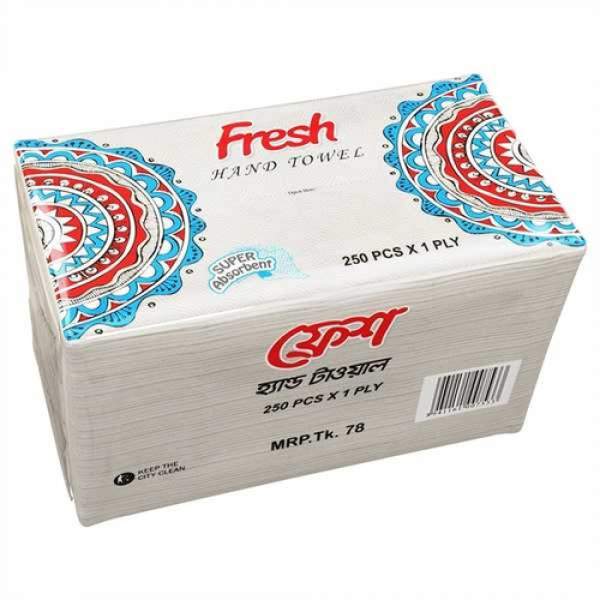 Fresh
HAND TOWEL
SUPER
Absorbent
250 PCS X 1 PLY
ফ্রেশ
হ্যান্ড টাওয়াল
250 PCS X 1 PLY
MRP.Tk. 78
KEEP THE
CITY CLEAN